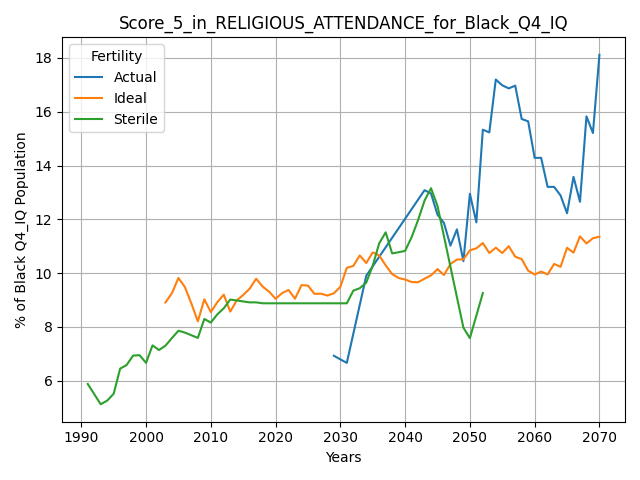 Score_5_in_RELIGIOUS_ATTENDANCE_for_Black_Q4_IQ
Fertility
Actual
Ideal
Sterile
% of Black Q4_IQ Population
18
16
14
12
10
8
6
1990 2000 2010 2020 2030 2040 2050 2060 2070
Years